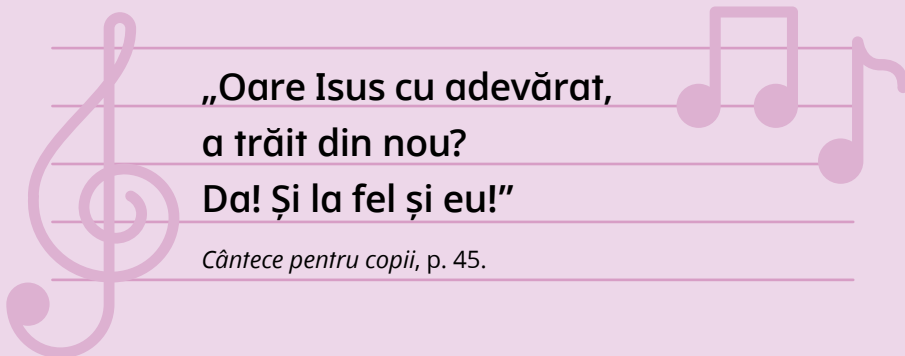 „Oare Isus cu adevărat,
a trăit din nou?
Da! Și la fel și eu!”
Cântece pentru copii, p. 45.